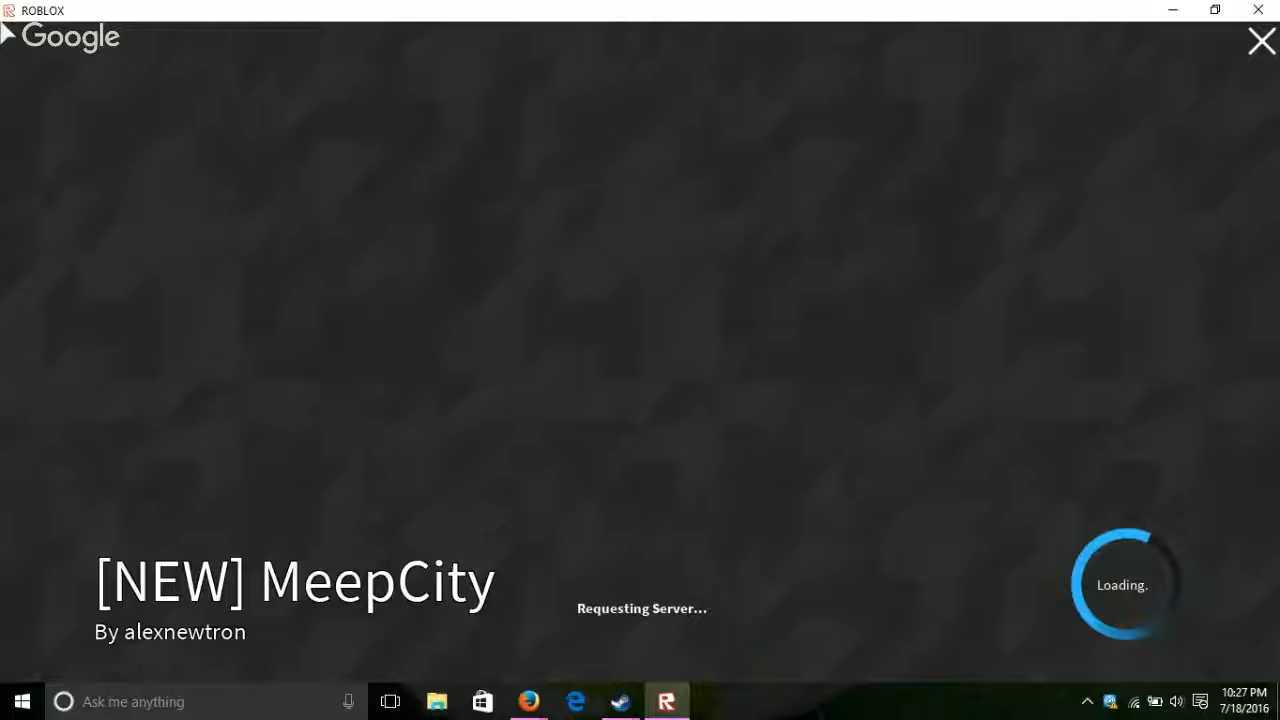 ROBLOX
Google
[NEW] MeepCity
By alexnewtron
Requesting Server...
Loading.
Ask me anything
10:27 PM
7/18/2016